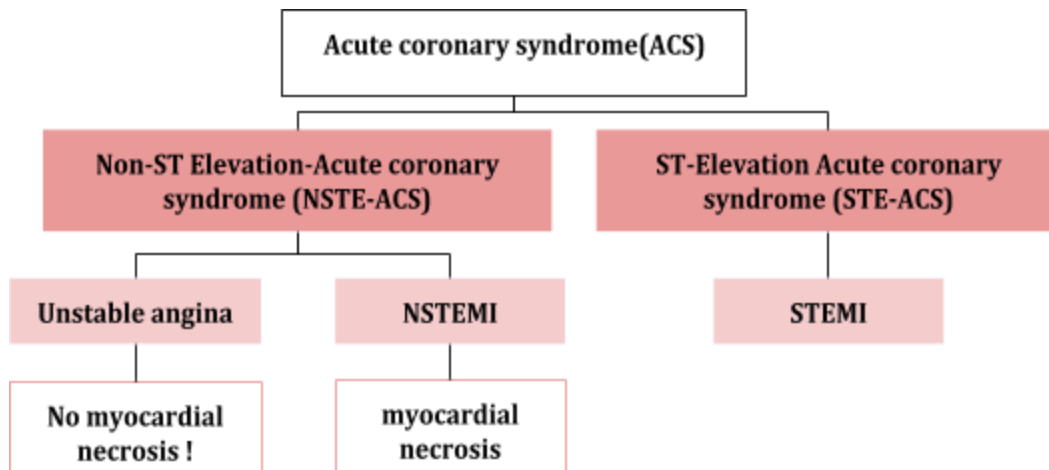 Acute coronary syndrome(ACS)
Non-ST Elevation-Acute coronary
syndrome (NSTE-ACS)
ST-Elevation Acute coronary
syndrome (STE-ACS)
Unstable angina
NSTEMI
STEMI
No myocardial
necrosis !
myocardial
necrosis